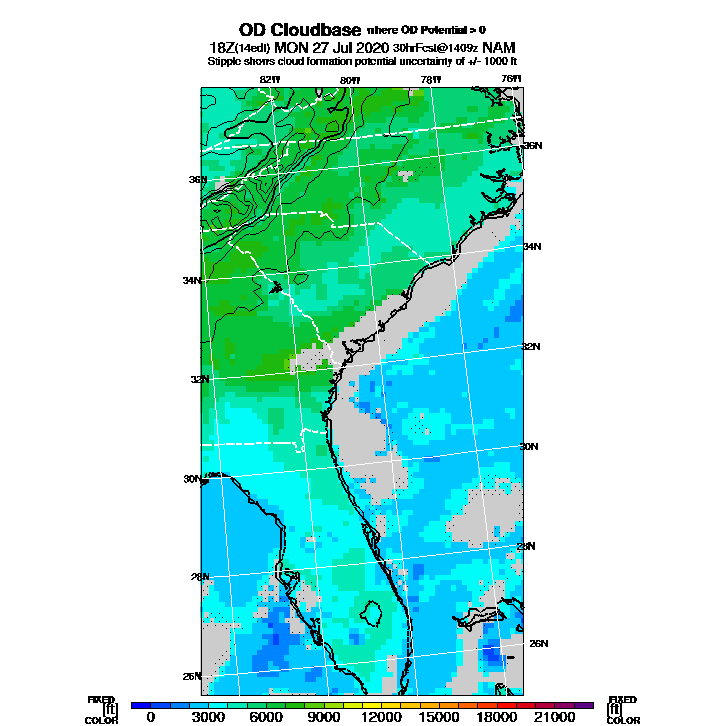 OD Cloudbase where OD Potential > 0
18Z(14edt) MON 27 Jul 2020 30hrFcst@1409z NAM
Stipple shows cloud formation potential uncertainty of +/- 1000 ft
82W 80W 78W 76W
36N 36N
34N 34N
32N 32N
30N 30N
28N 28N
26N 26N
FIXED FIXED
[ft] [ft]
COLOR COLOR
0 3000 6000 9000 12000 15000 18000 21000